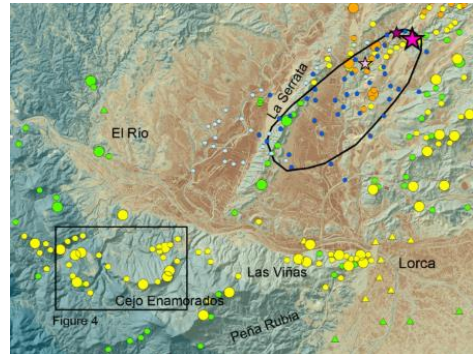 La Serrata
El Río
Las Viñas
Lorca
Cejo Enamorados
Figure 4
Peña Rubia